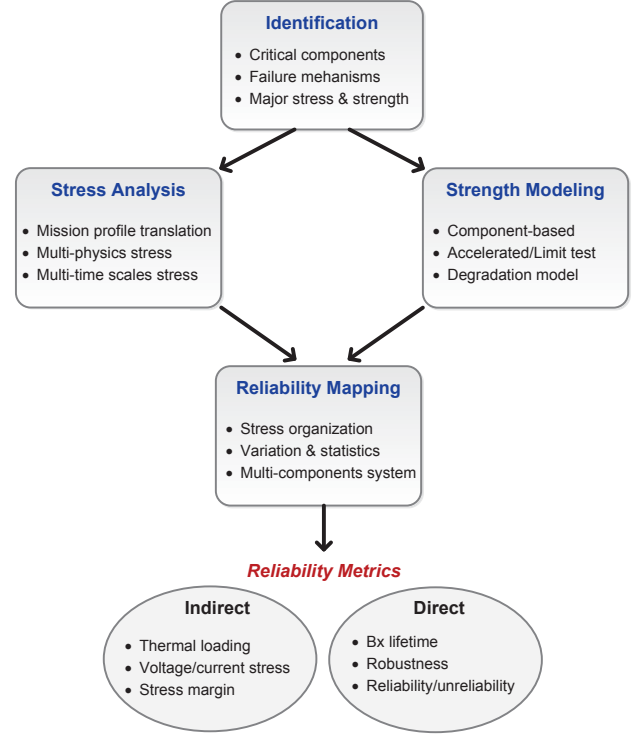 Identification
• Critical components
• Failure mehanisms
• Major stress & strength
Stress Analysis
• Mission profile translation
• Multi-physics stress
• Multi-time scales stress
Strength Modeling
• Component-based
• Accelerated/Limit test
• Degradation model
Reliability Mapping
• Stress organization
• Variation & statistics
• Multi-components system
Reliability Metrics
Indirect
• Thermal loading
• Voltage/current stress
• Stress margin
Direct
• Bx lifetime
• Robustness
• Reliability/unreliability